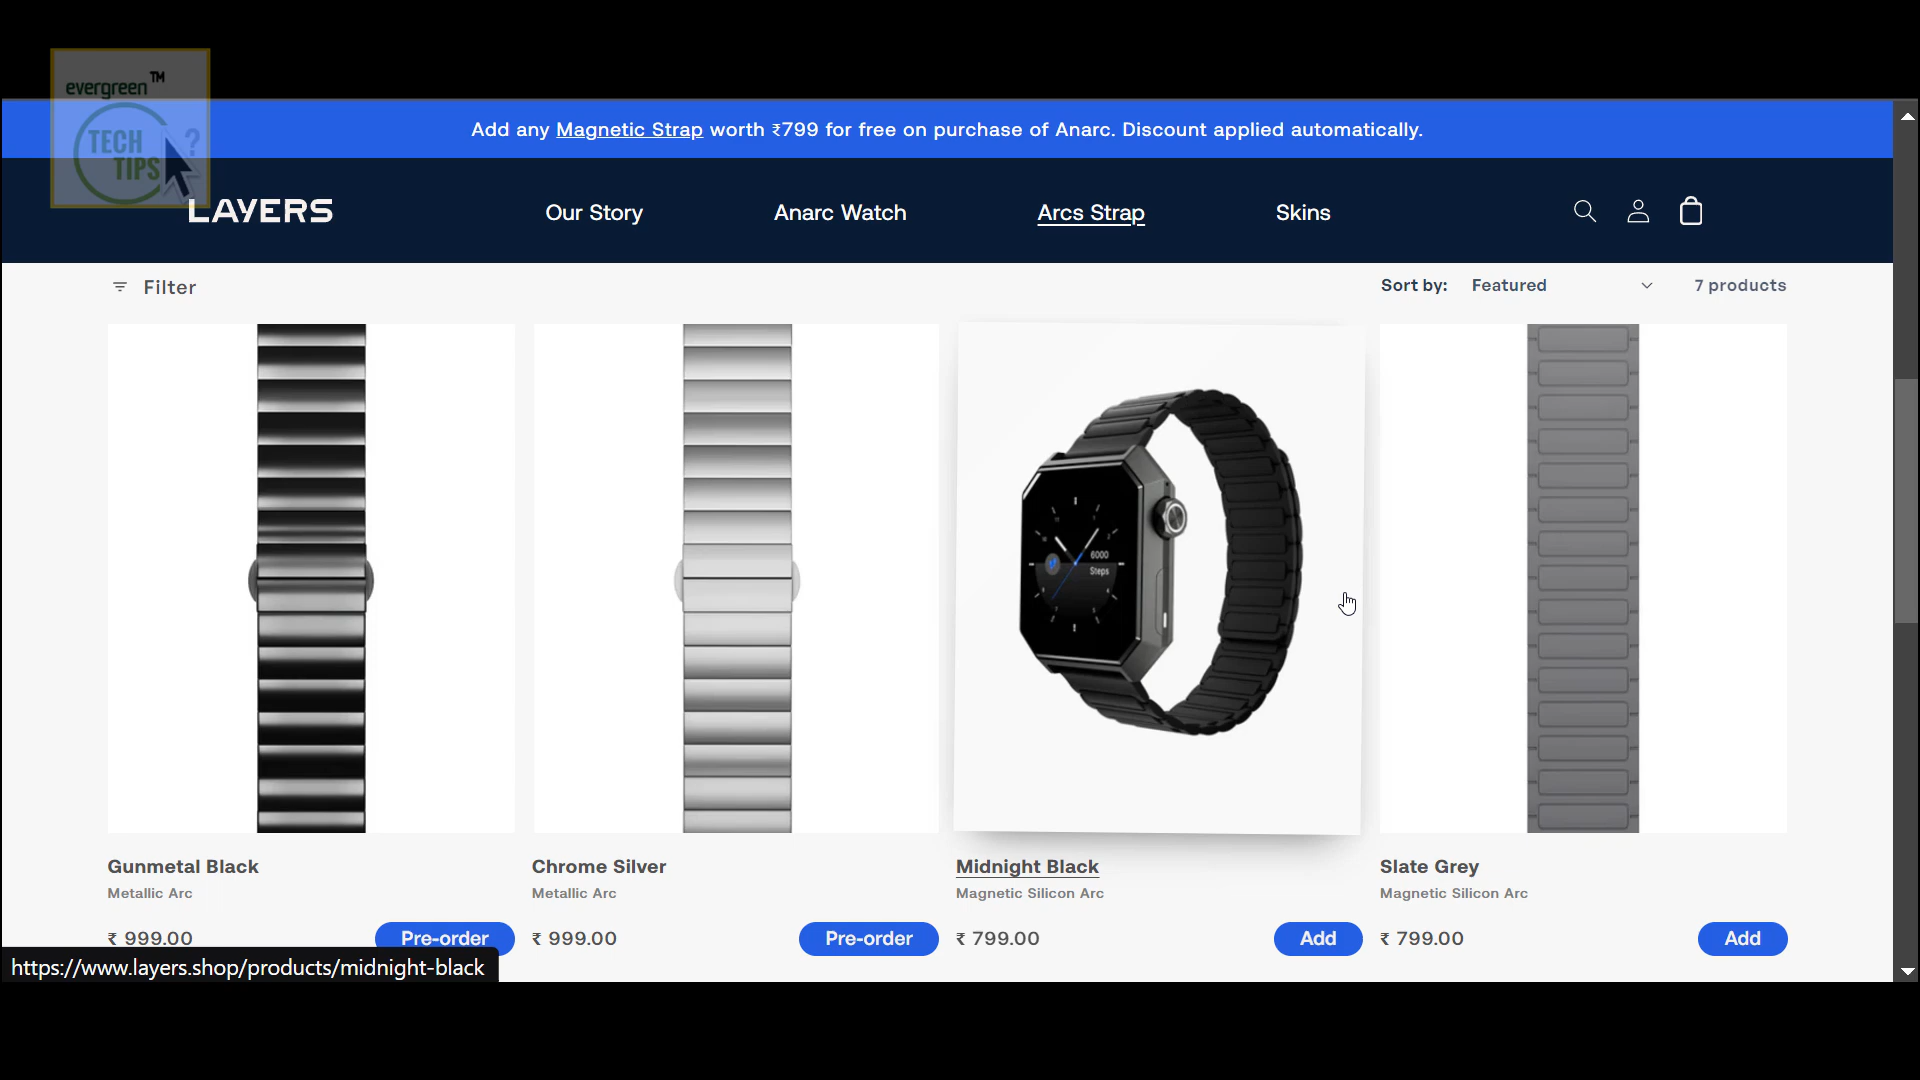 evergreen™
TECH
TIPS
?
Add any Magnetic Strap worth ₹799 for free on purchase of Anarc. Discount applied automatically.
LAYERS
Our Story
Anarc Watch
Arcs Strap
Skins
Filter
Sort by:
Featured
7 products
6000
Steps
Gunmetal Black
Chrome Silver
Midnight Black
Slate Grey
Metallic Arc
Metallic Arc
Magnetic Silicon Arc
Magnetic Silicon Arc
₹ 999.00
Pre-order
₹ 999.00
Pre-order
₹ 799.00
Add
₹ 799.00
Add
https://www.layers.shop/products/midnight-black